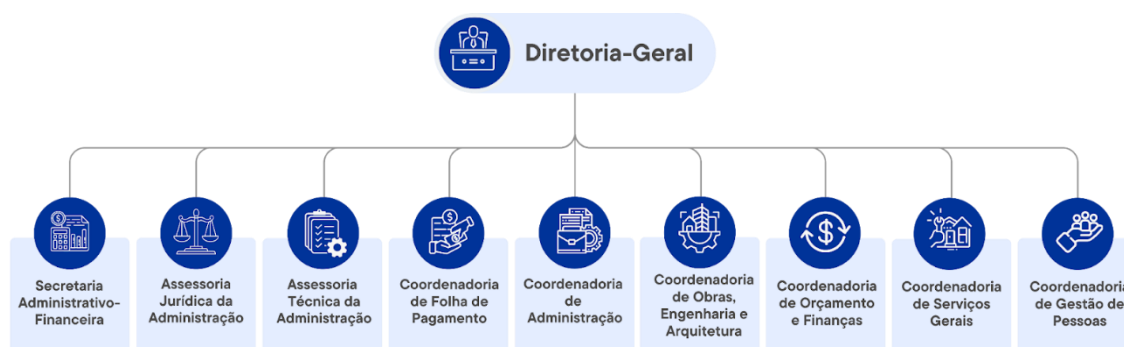 Diretoria-Geral
Secretaria
Administrativo-
Financeira
Assessoria
Jurídica da
Administração
Assessoria
Técnica da
Administração
Coordenadoria
de Folha de
Pagamento
Coordenadoria
de
Administração
Coordenadoria
de Obras,
Engenharia e
Arquitetura
Coordenadoria
de Orçamento
e Finanças
Coordenadoria
de Serviços
Gerais
Coordenadoria
de Gestão de
Pessoas